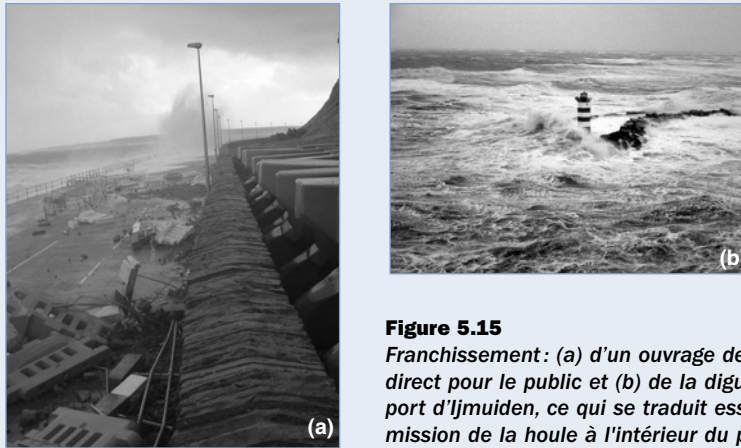 (a)
(b)
Figure 5.15
Franchissement : (a) d'un ouvrage de
direct pour le public et (b) de la digu
port d'Ijmuiden, ce qui se traduit ess
mission de la houle à l'intérieur du